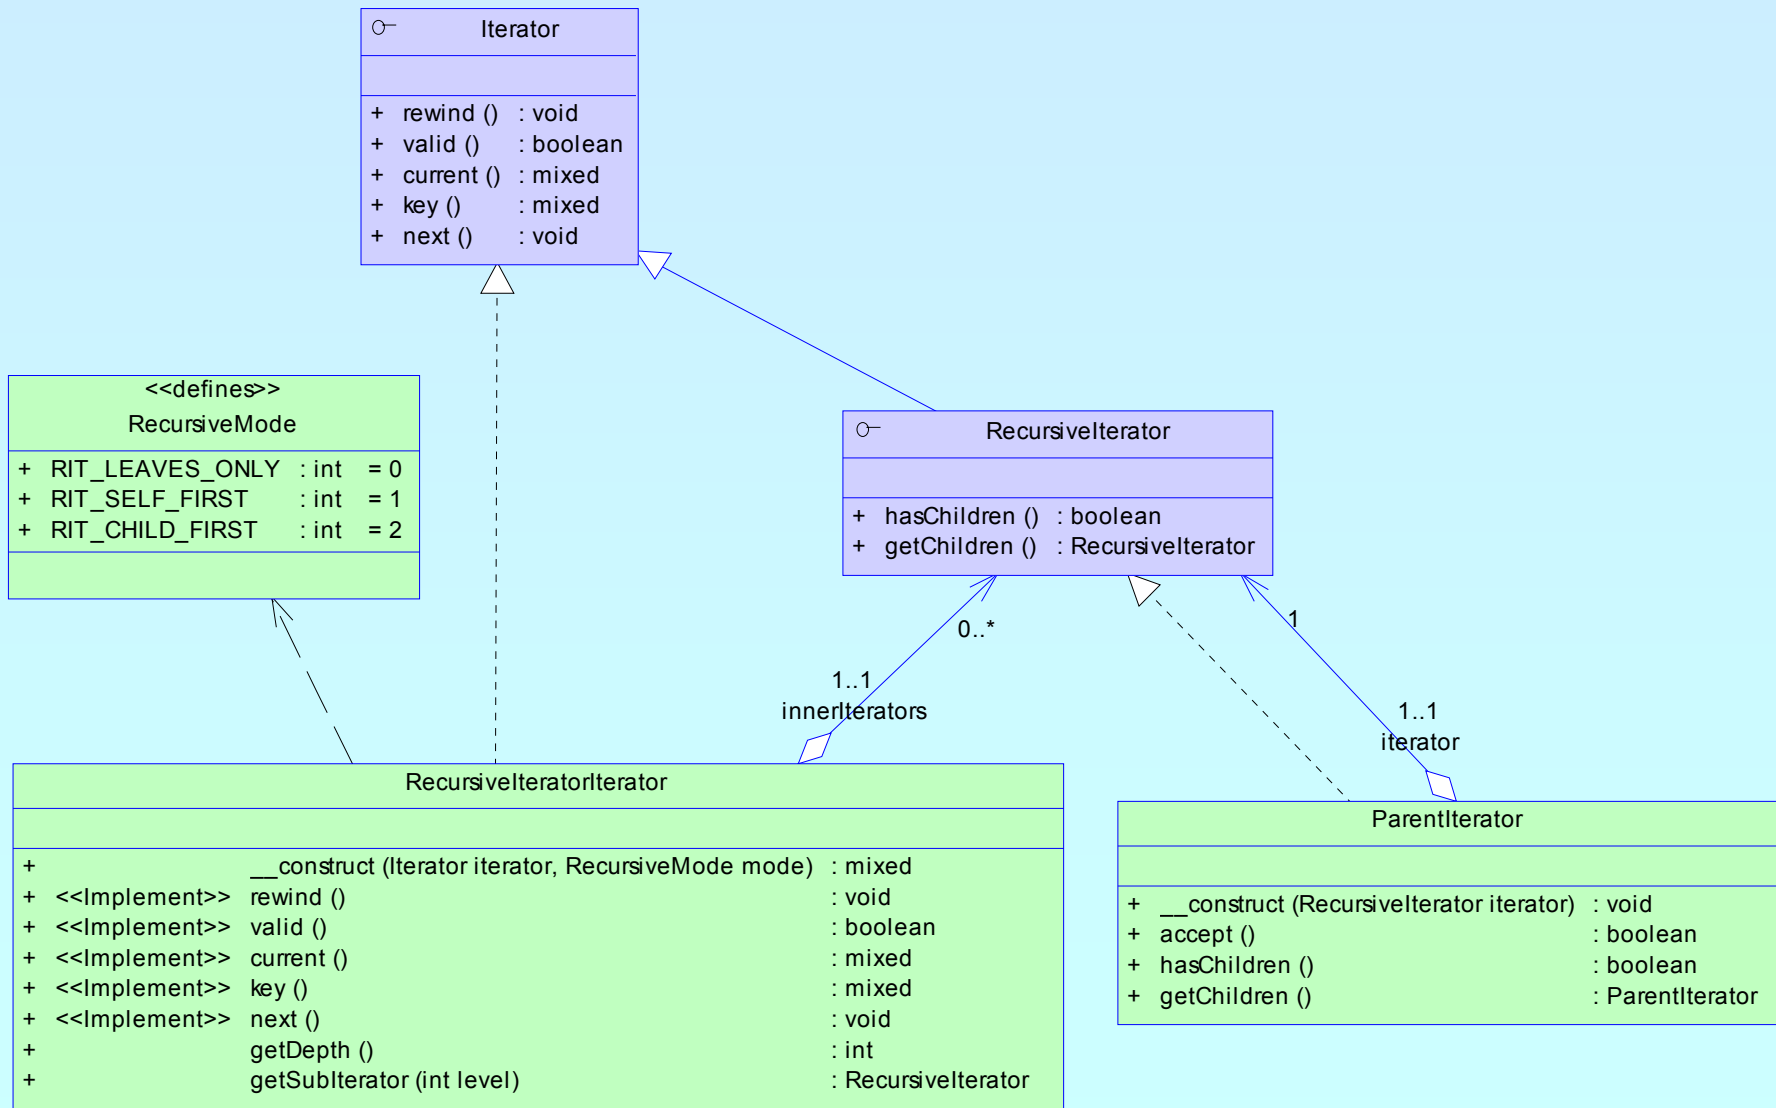 Iterator
+ rewind () : void
+ valid () : boolean
+ current () : mixed
+ key () : mixed
+ next () : void
<<defines>>
RecursiveMode
+ RIT_LEAVES_ONLY : int = 0
+ RIT_SELF_FIRST : int = 1
+ RIT_CHILD_FIRST : int = 2
RecursiveIterator
+ hasChildren () : boolean
+ getChildren () : RecursiveIterator
0..*
1
1..1
innerIterators
1..1
iterator
RecursiveIteratorIterator
+ __construct (Iterator iterator, RecursiveMode mode) : mixed
+ <<Implement>> rewind () : void
+ <<Implement>> valid () : boolean
+ <<Implement>> current () : mixed
+ <<Implement>> key () : mixed
+ <<Implement>> next () : void
+ getDepth () : int
+ getSubIterator (int level) : RecursiveIterator
ParentIterator
+ __construct (RecursiveIterator iterator) : void
+ accept () : boolean
+ hasChildren () : boolean
+ getChildren () : ParentIterator